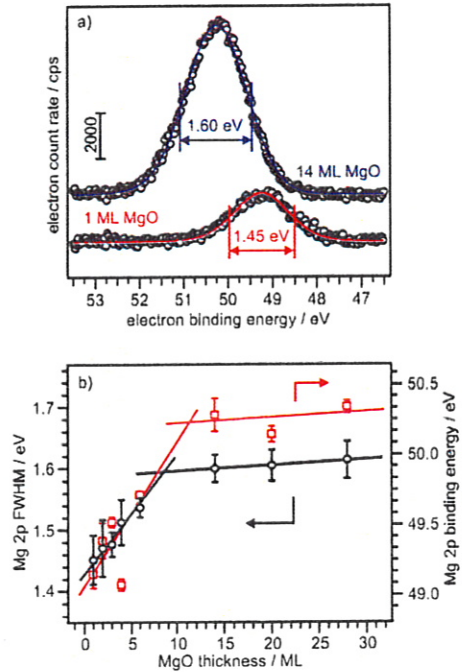 a)
electron count rate / cps
2000
1.60 eV
14 ML MgO
1 ML MgO
1.45 eV
53 52 51 50 49 48 47
electron binding energy / eV
b)
Mg 2p FWHM / eV
1.7
1.6
1.5
1.4
50.5
50.0
49.5
49.0
Mg 2p binding energy / eV
0 5 10 15 20 25 30
MgO thickness / ML